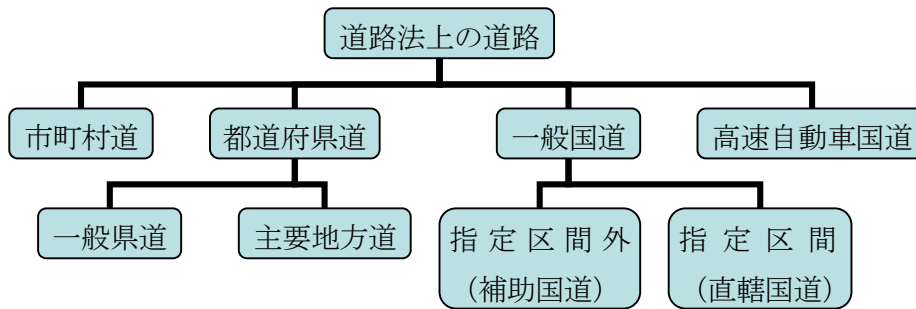 道路法上の道路
市町村道
都道府県道
一般国道
高速自動車国道
一般県道
主要地方道
指定区間外
（補助国道）
指定区間
（直轄国道）